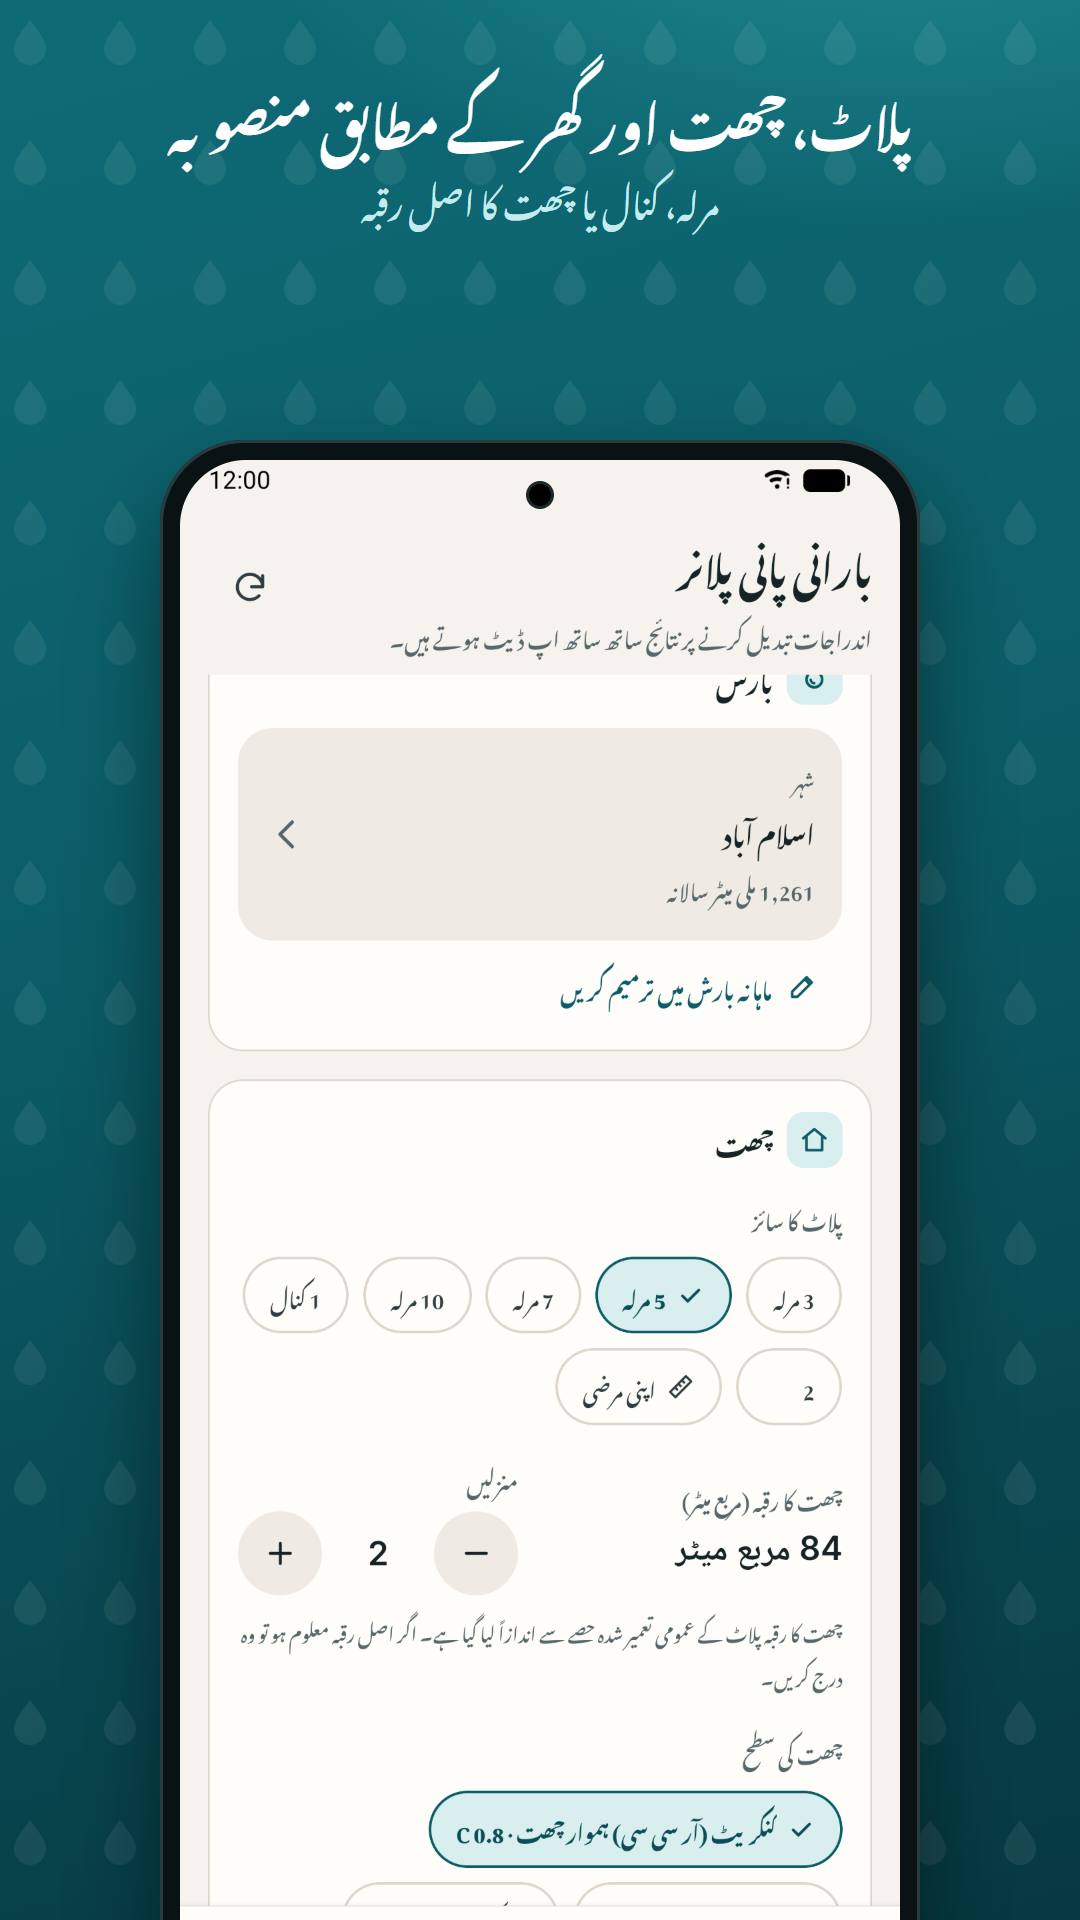 پلاٹ، چھت اور گھر کے مطابق منصوبہ
مرلہ، کنال یا چھت کا اصل رقبہ
12:00
بارانی پانی پلانر
اندراجات تبدیل کرنے پر نتائج ساتھ ساتھ اپ ڈیٹ ہوتے ہیں۔
بارش
شہر
اسلام آباد
1,261 ملی میٹر سالانہ
ماہانہ بارش میں ترمیم کریں
چھت
پلاٹ کا سائز
3 مرلہ
5 مرلہ
7 مرلہ
10 مرلہ
1 کنال
2
اپنی مرضی
چھت کا رقبہ (مربع میٹر)
84 مربع میٹر
منزلیں
2
چھت کا رقبہ پلاٹ کے عمومی تعمیر شدہ حصے سے اندازاً لیا گیا ہے۔ اگر اصل رقبہ معلوم ہو تو وہ
درج کریں۔
چھت کی سطح
کنکریٹ (آر سی سی) ہموار چھت · C 0.8